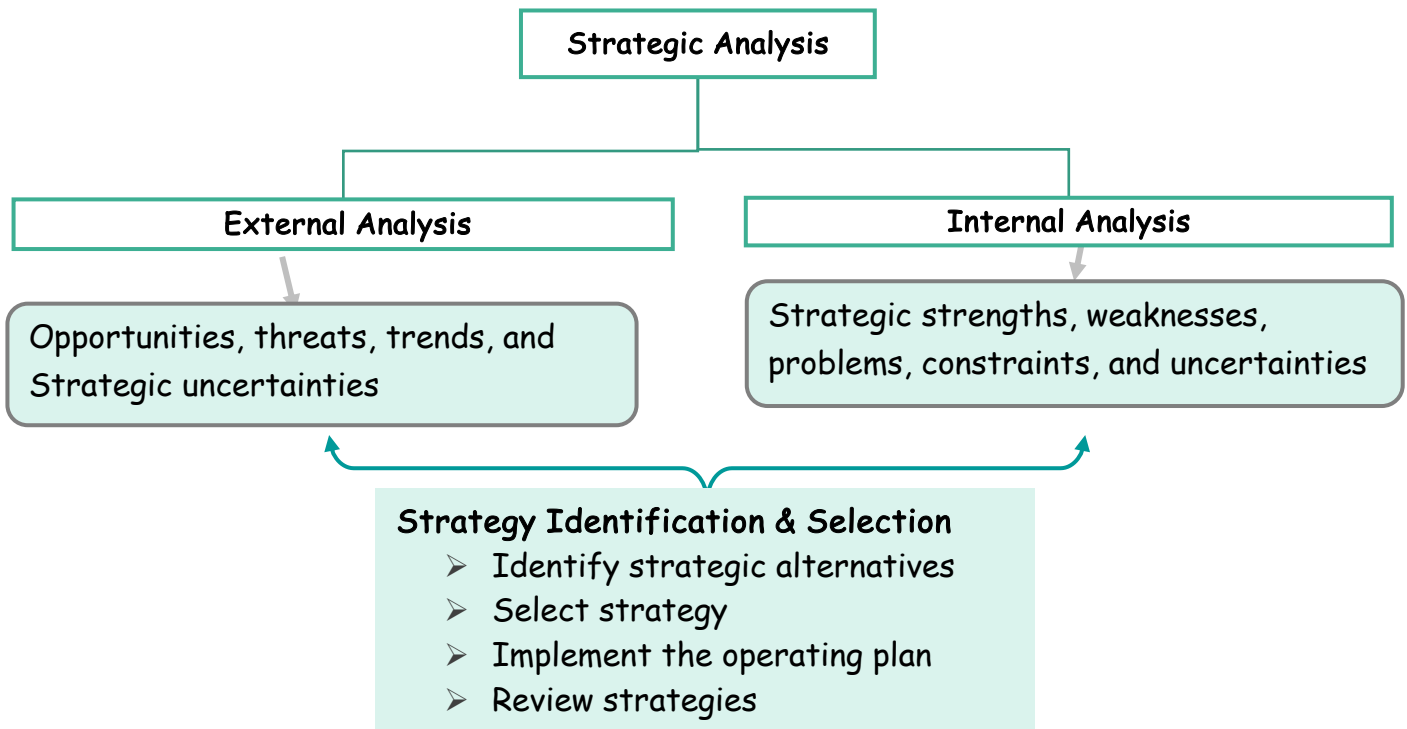 Strategic Analysis
External Analysis
Internal Analysis
Opportunities, threats, trends, and
Strategic uncertainties
Strategic strengths, weaknesses,
problems, constraints, and uncertainties
Strategy Identification & Selection
Identify strategic alternatives
Select strategy
Implement the operating plan
Review strategies